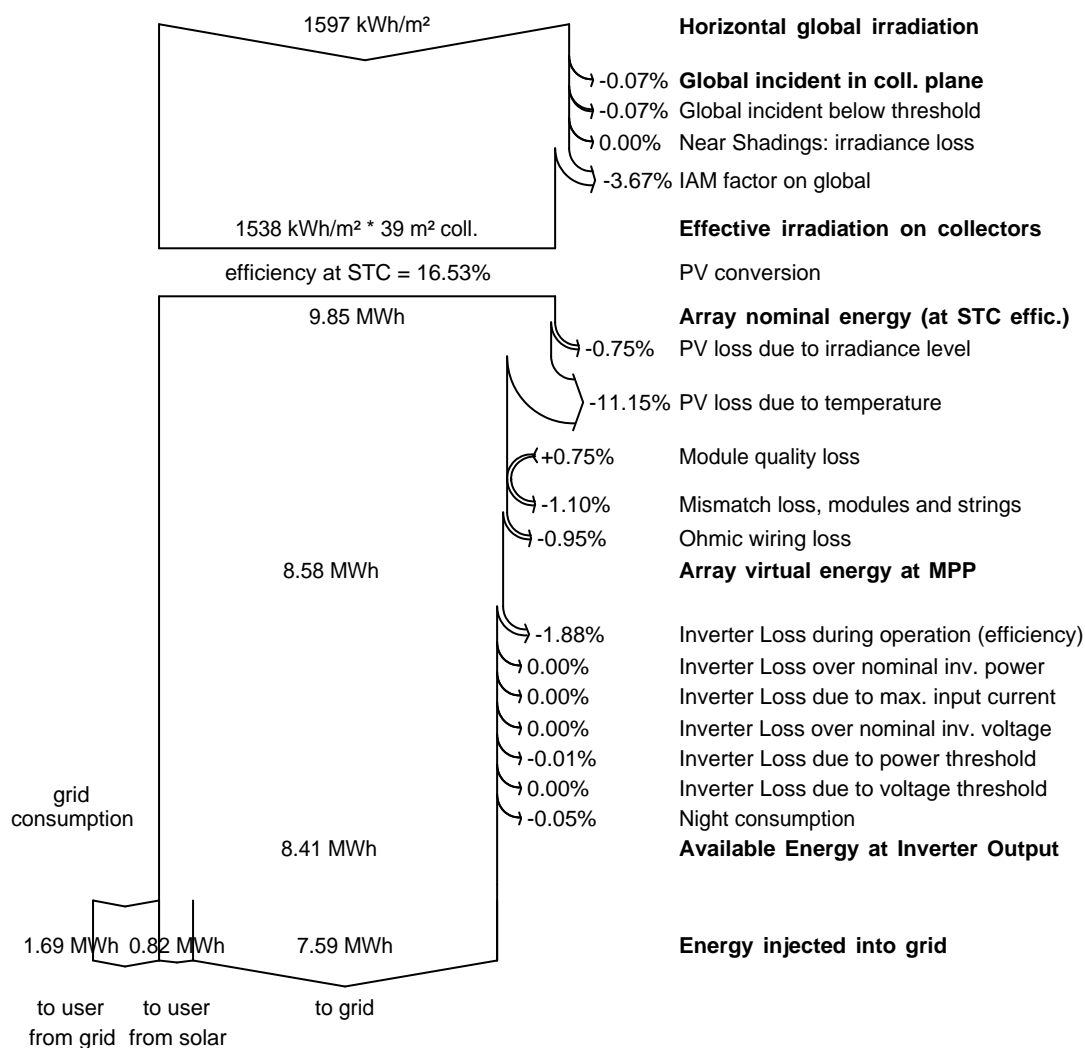 1597 kWh/m² Horizontal global irradiation
-0.07% Global incident in coll. plane
-0.07% Global incident below threshold
0.00% Near Shadings: irradiance loss
-3.67% IAM factor on global
1538 kWh/m² * 39 m² coll. Effective irradiation on collectors
efficiency at STC = 16.53% PV conversion
9.85 MWh Array nominal energy (at STC effic.)
-0.75% PV loss due to irradiance level
-11.15% PV loss due to temperature
+0.75% Module quality loss
-1.10% Mismatch loss, modules and strings
-0.95% Ohmic wiring loss
8.58 MWh Array virtual energy at MPP
-1.88% Inverter Loss during operation (efficiency)
0.00% Inverter Loss over nominal inv. power
0.00% Inverter Loss due to max. input current
0.00% Inverter Loss over nominal inv. voltage
-0.01% Inverter Loss due to power threshold
0.00% Inverter Loss due to voltage threshold
grid
consumption
-0.05% Night consumption
8.41 MWh Available Energy at Inverter Output
1.69 MWh 0.82 MWh 7.59 MWh Energy injected into grid
to user to user to grid
from grid from solar